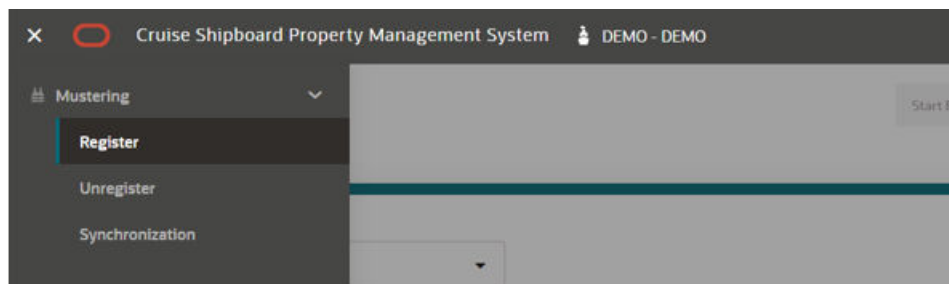 Cruise Shipboard Property Management System DEMO - DEMO
Mustering
Start
Register
Unregister
Synchronization